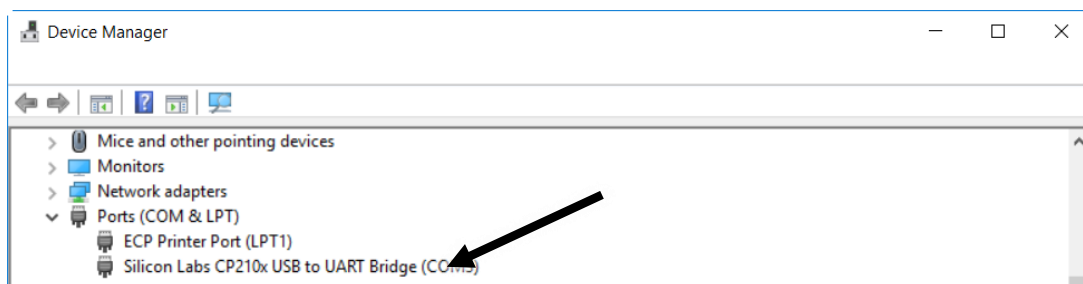 Device Manager
Mice and other pointing devices
Monitors
Network adapters
Ports (COM & LPT)
ECP Printer Port (LPT1)
Silicon Labs CP210x USB to UART Bridge